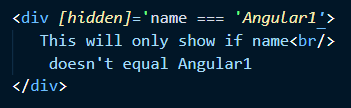 <div [hidden]='name === 'Angular1'>
This will only show if name<br/>
doesn't equal Angular1
</div>